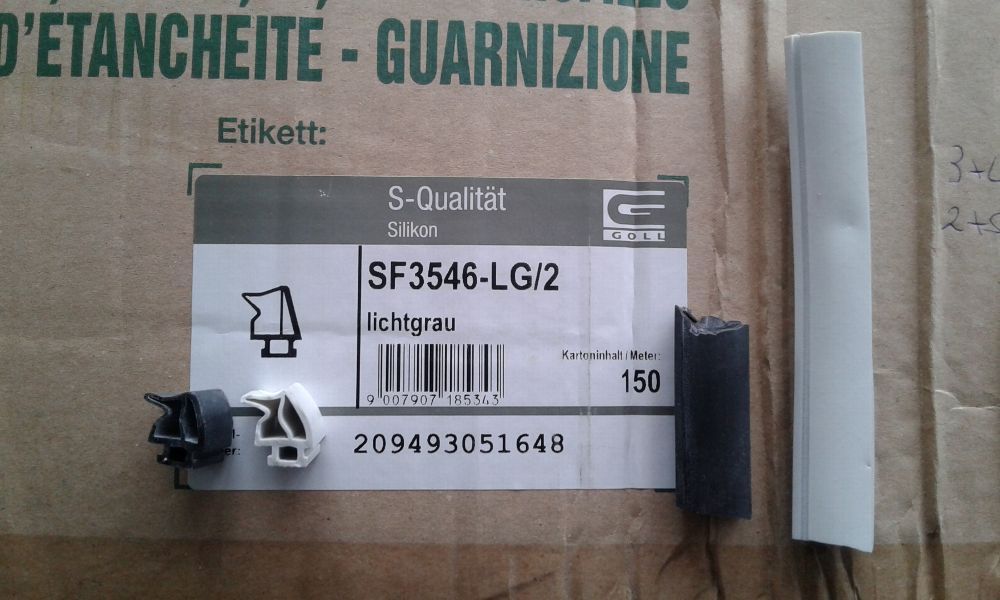 D'ETANCHEITE - GUARNIZIONE
Etikett:
S-Qualität
Silikon
GOLL
SF3546-LG/2
lichtgrau
Kartoninhalt / Meter:
150
9 007907 185343
209493051648